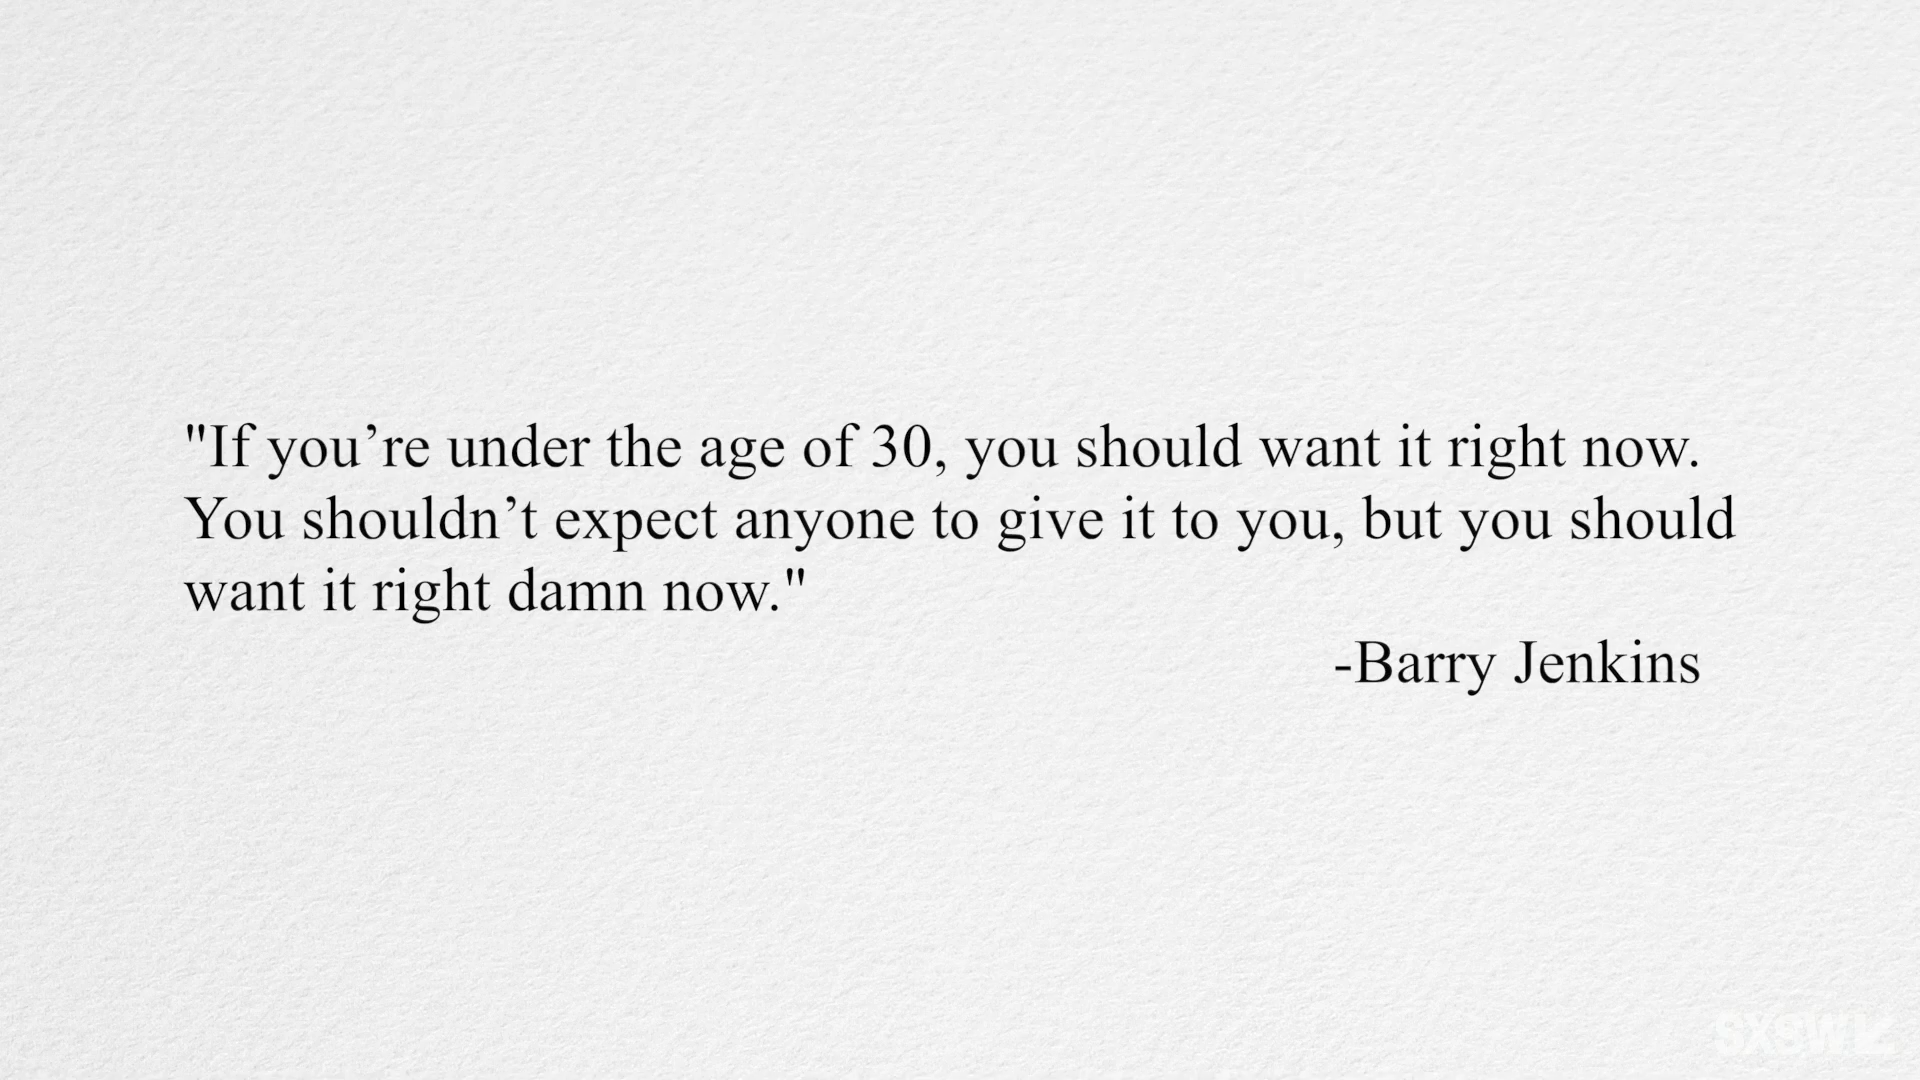 "If you’re under the age of 30, you should want it right now.
You shouldn’t expect anyone to give it to you, but you should
want it right damn now."
-Barry Jenkins
SXSW